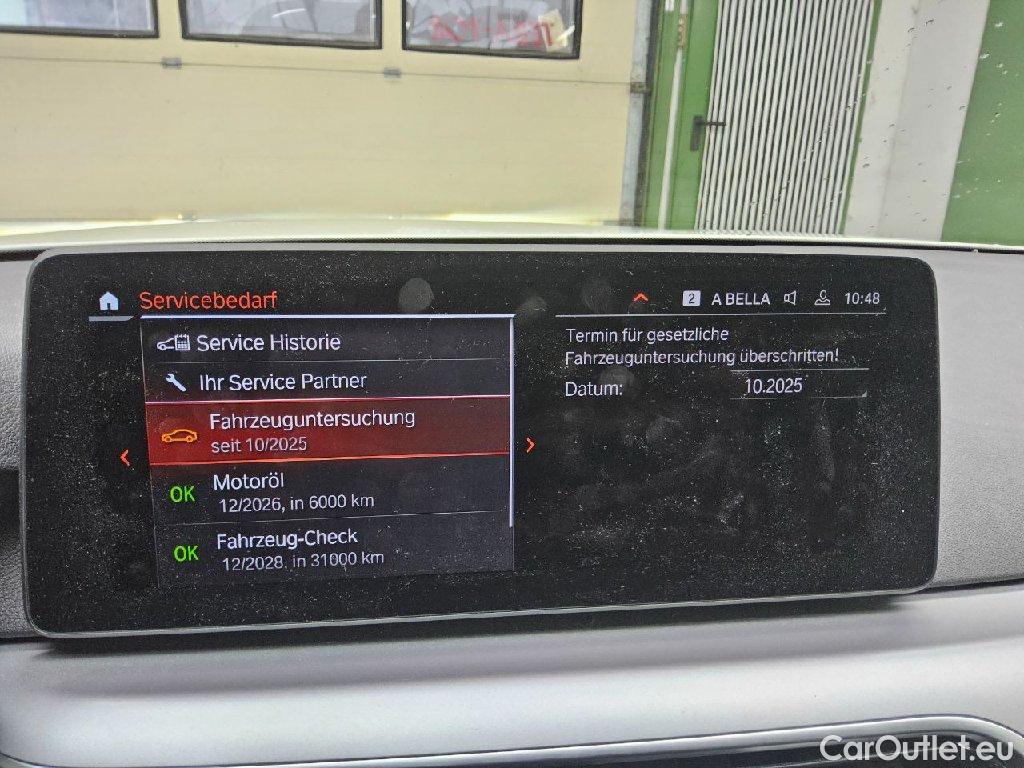 Servicebedarf
2 A BELLA 10:48
Service Historie
Ihr Service Partner
Fahrzeuguntersuchung
seit 10/2025
OK Motoröl
12/2026, in 6000 km
OK Fahrzeug-Check
12/2028, in 31000 km
Termin für gesetzliche
Fahrzeuguntersuchung überschritten!
Datum: 10.2025
CarOutlet.eu